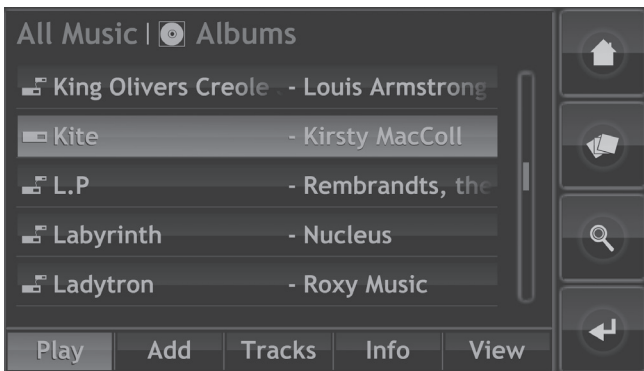 All Music | Albums
King Olivers Creole . - Louis Armstrong
Kite - Kirsty MacColl
L.P - Rembrandts, the
Labyrinth - Nucleus
Ladytron - Roxy Music
Play Add Tracks Info View